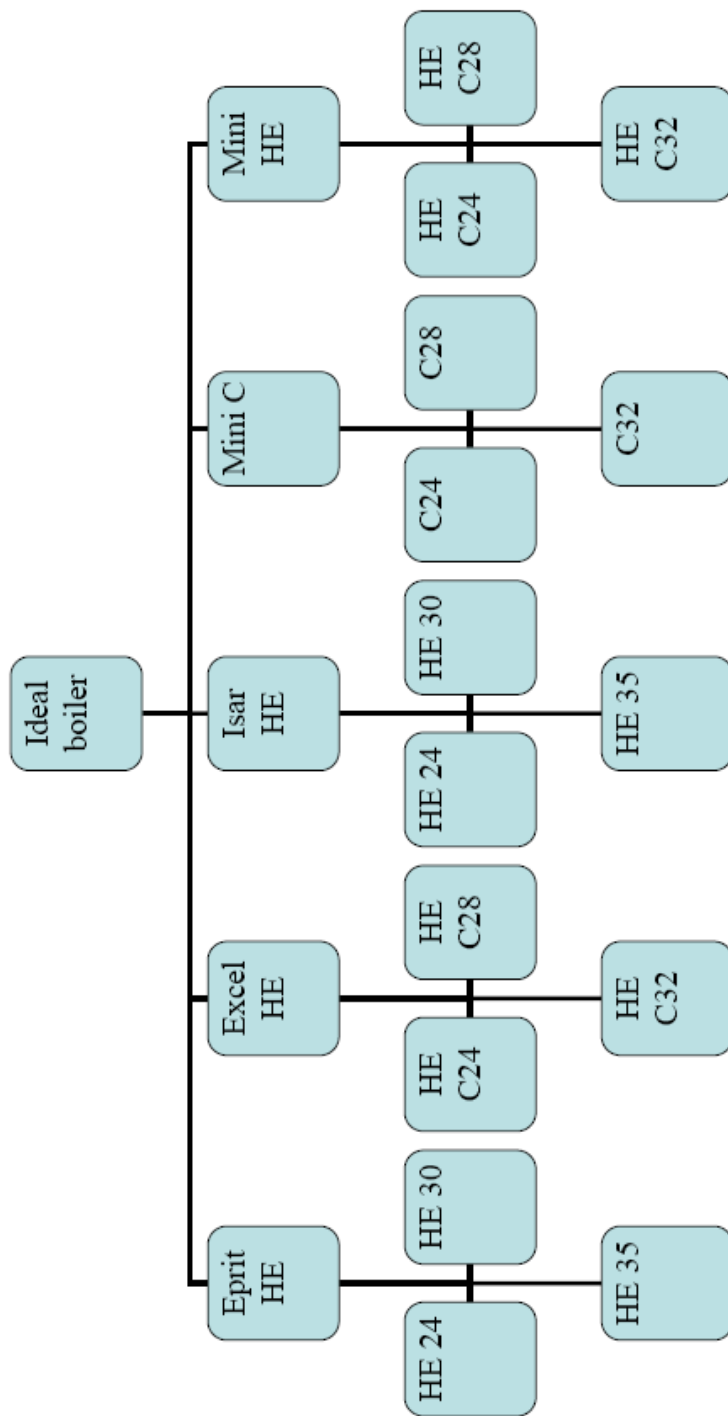 Ideal
boiler
Eprit
HE
Excel
HE
Isar
HE
Mini C
Mini
HE
HE 24
HE 30
HE
C24
HE
C28
HE 24
HE 30
C24
C28
HE
C24
HE
C28
HE 35
HE
C32
HE 35
C32
HE
C32